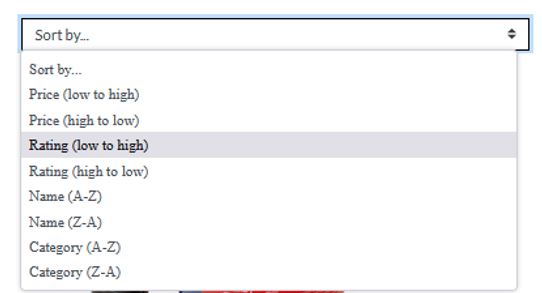 Sort by...
Sort by...
Price (low to high)
Price (high to low)
Rating (low to high)
Rating (high to low)
Name (A-Z)
Name (Z-A)
Category (A-Z)
Category (Z-A)